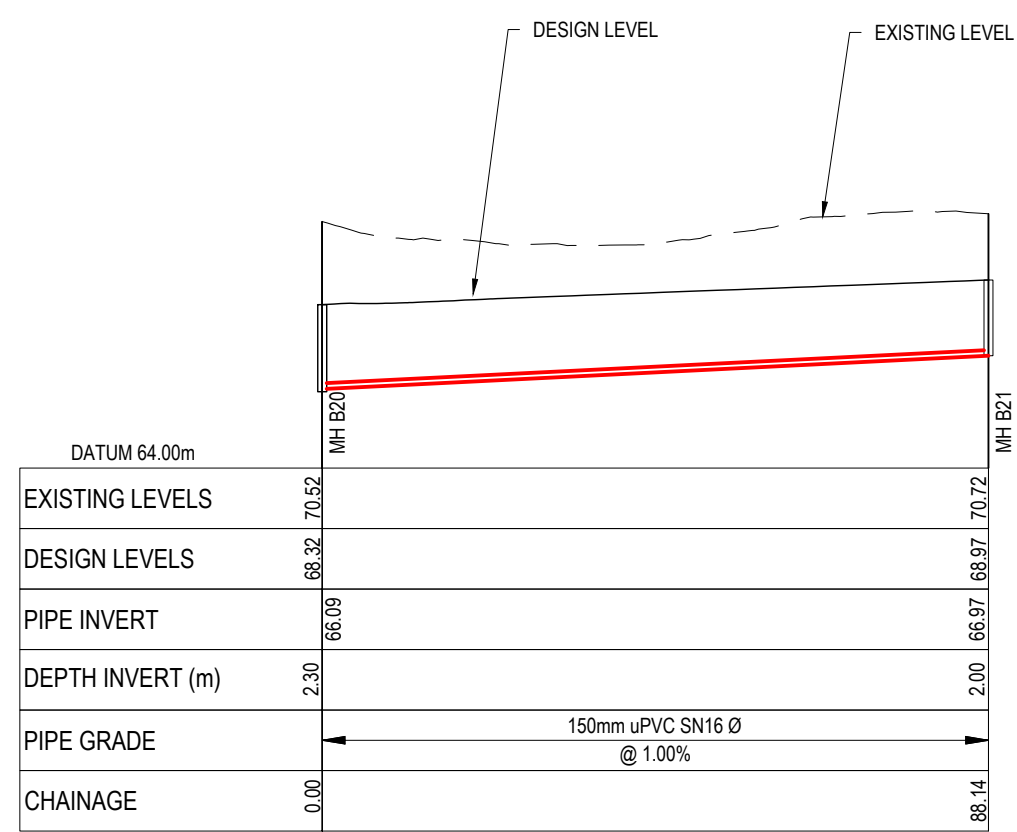 DESIGN LEVEL
EXISTING LEVEL
MH B20
MH B21
DATUM 64.00m
EXISTING LEVELS 70.52 70.72
DESIGN LEVELS 68.32 68.97
PIPE INVERT 66.09 66.97
DEPTH INVERT (m) 2.30 2.00
PIPE GRADE 150mm uPVC SN16 Ø
@ 1.00%
CHAINAGE 0.00 88.14